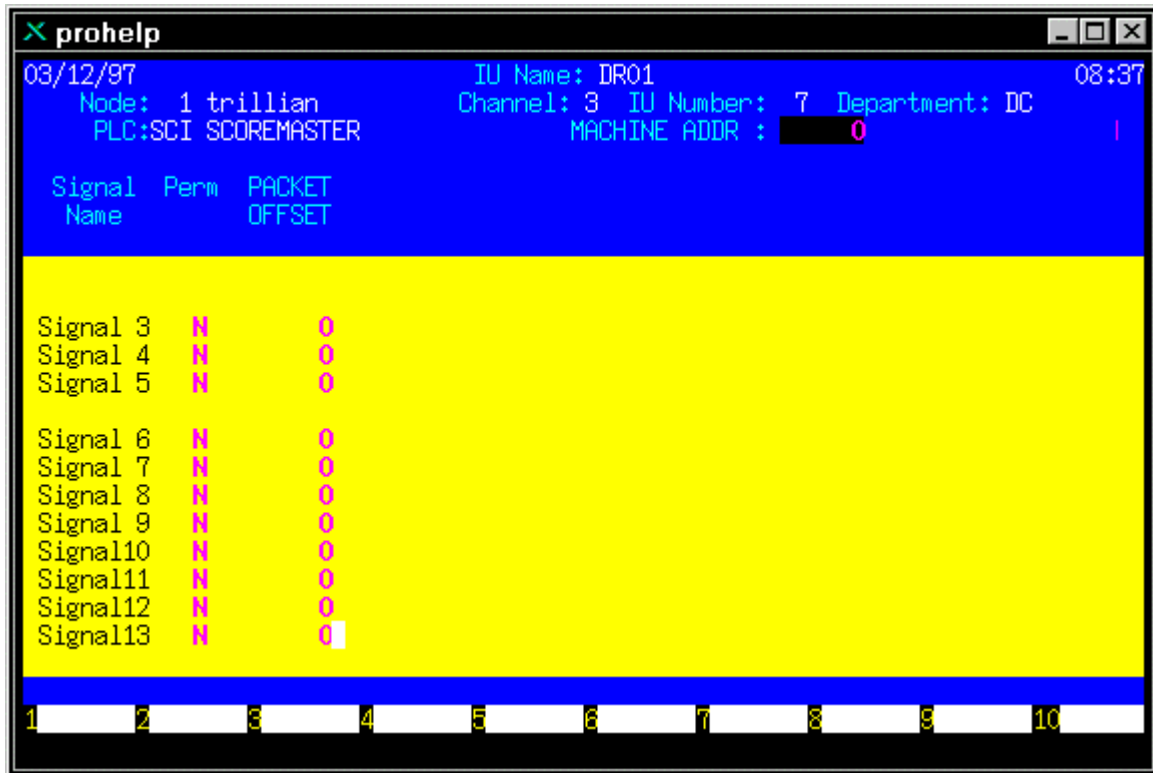 prohelp
03/12/97 IU Name: DR01 08:37
Node: 1 trillian Channel: 3 IU Number: 7 Department: DC
PLC:SCI SCOREMASTER MACHINE ADDR : 0
Signal Perm PACKET
Name OFFSET
Signal 3 N 0
Signal 4 N 0
Signal 5 N 0
Signal 6 N 0
Signal 7 N 0
Signal 8 N 0
Signal 9 N 0
Signal10 N 0
Signal11 N 0
Signal12 N 0
Signal13 N 0
1 2 3 4 5 6 7 8 9 10